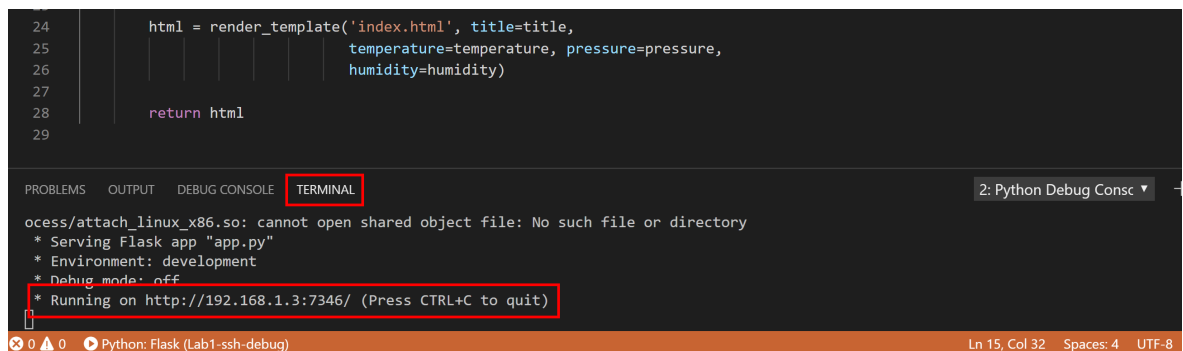 24 html = render_template('index.html', title=title,
25 temperature=temperature, pressure=pressure,
26 humidity=humidity)
27
28 return html
29
PROBLEMS OUTPUT DEBUG CONSOLE TERMINAL 2: Python Debug Consc
ocess/attach_linux_x86.so: cannot open shared object file: No such file or directory
* Serving Flask app "app.py"
* Environment: development
* Debug mode: off
* Running on http://192.168.1.3:7346/ (Press CTRL+C to quit)
0 0 Python: Flask (Lab1-ssh-debug) Ln 15, Col 32 Spaces: 4 UTF-8